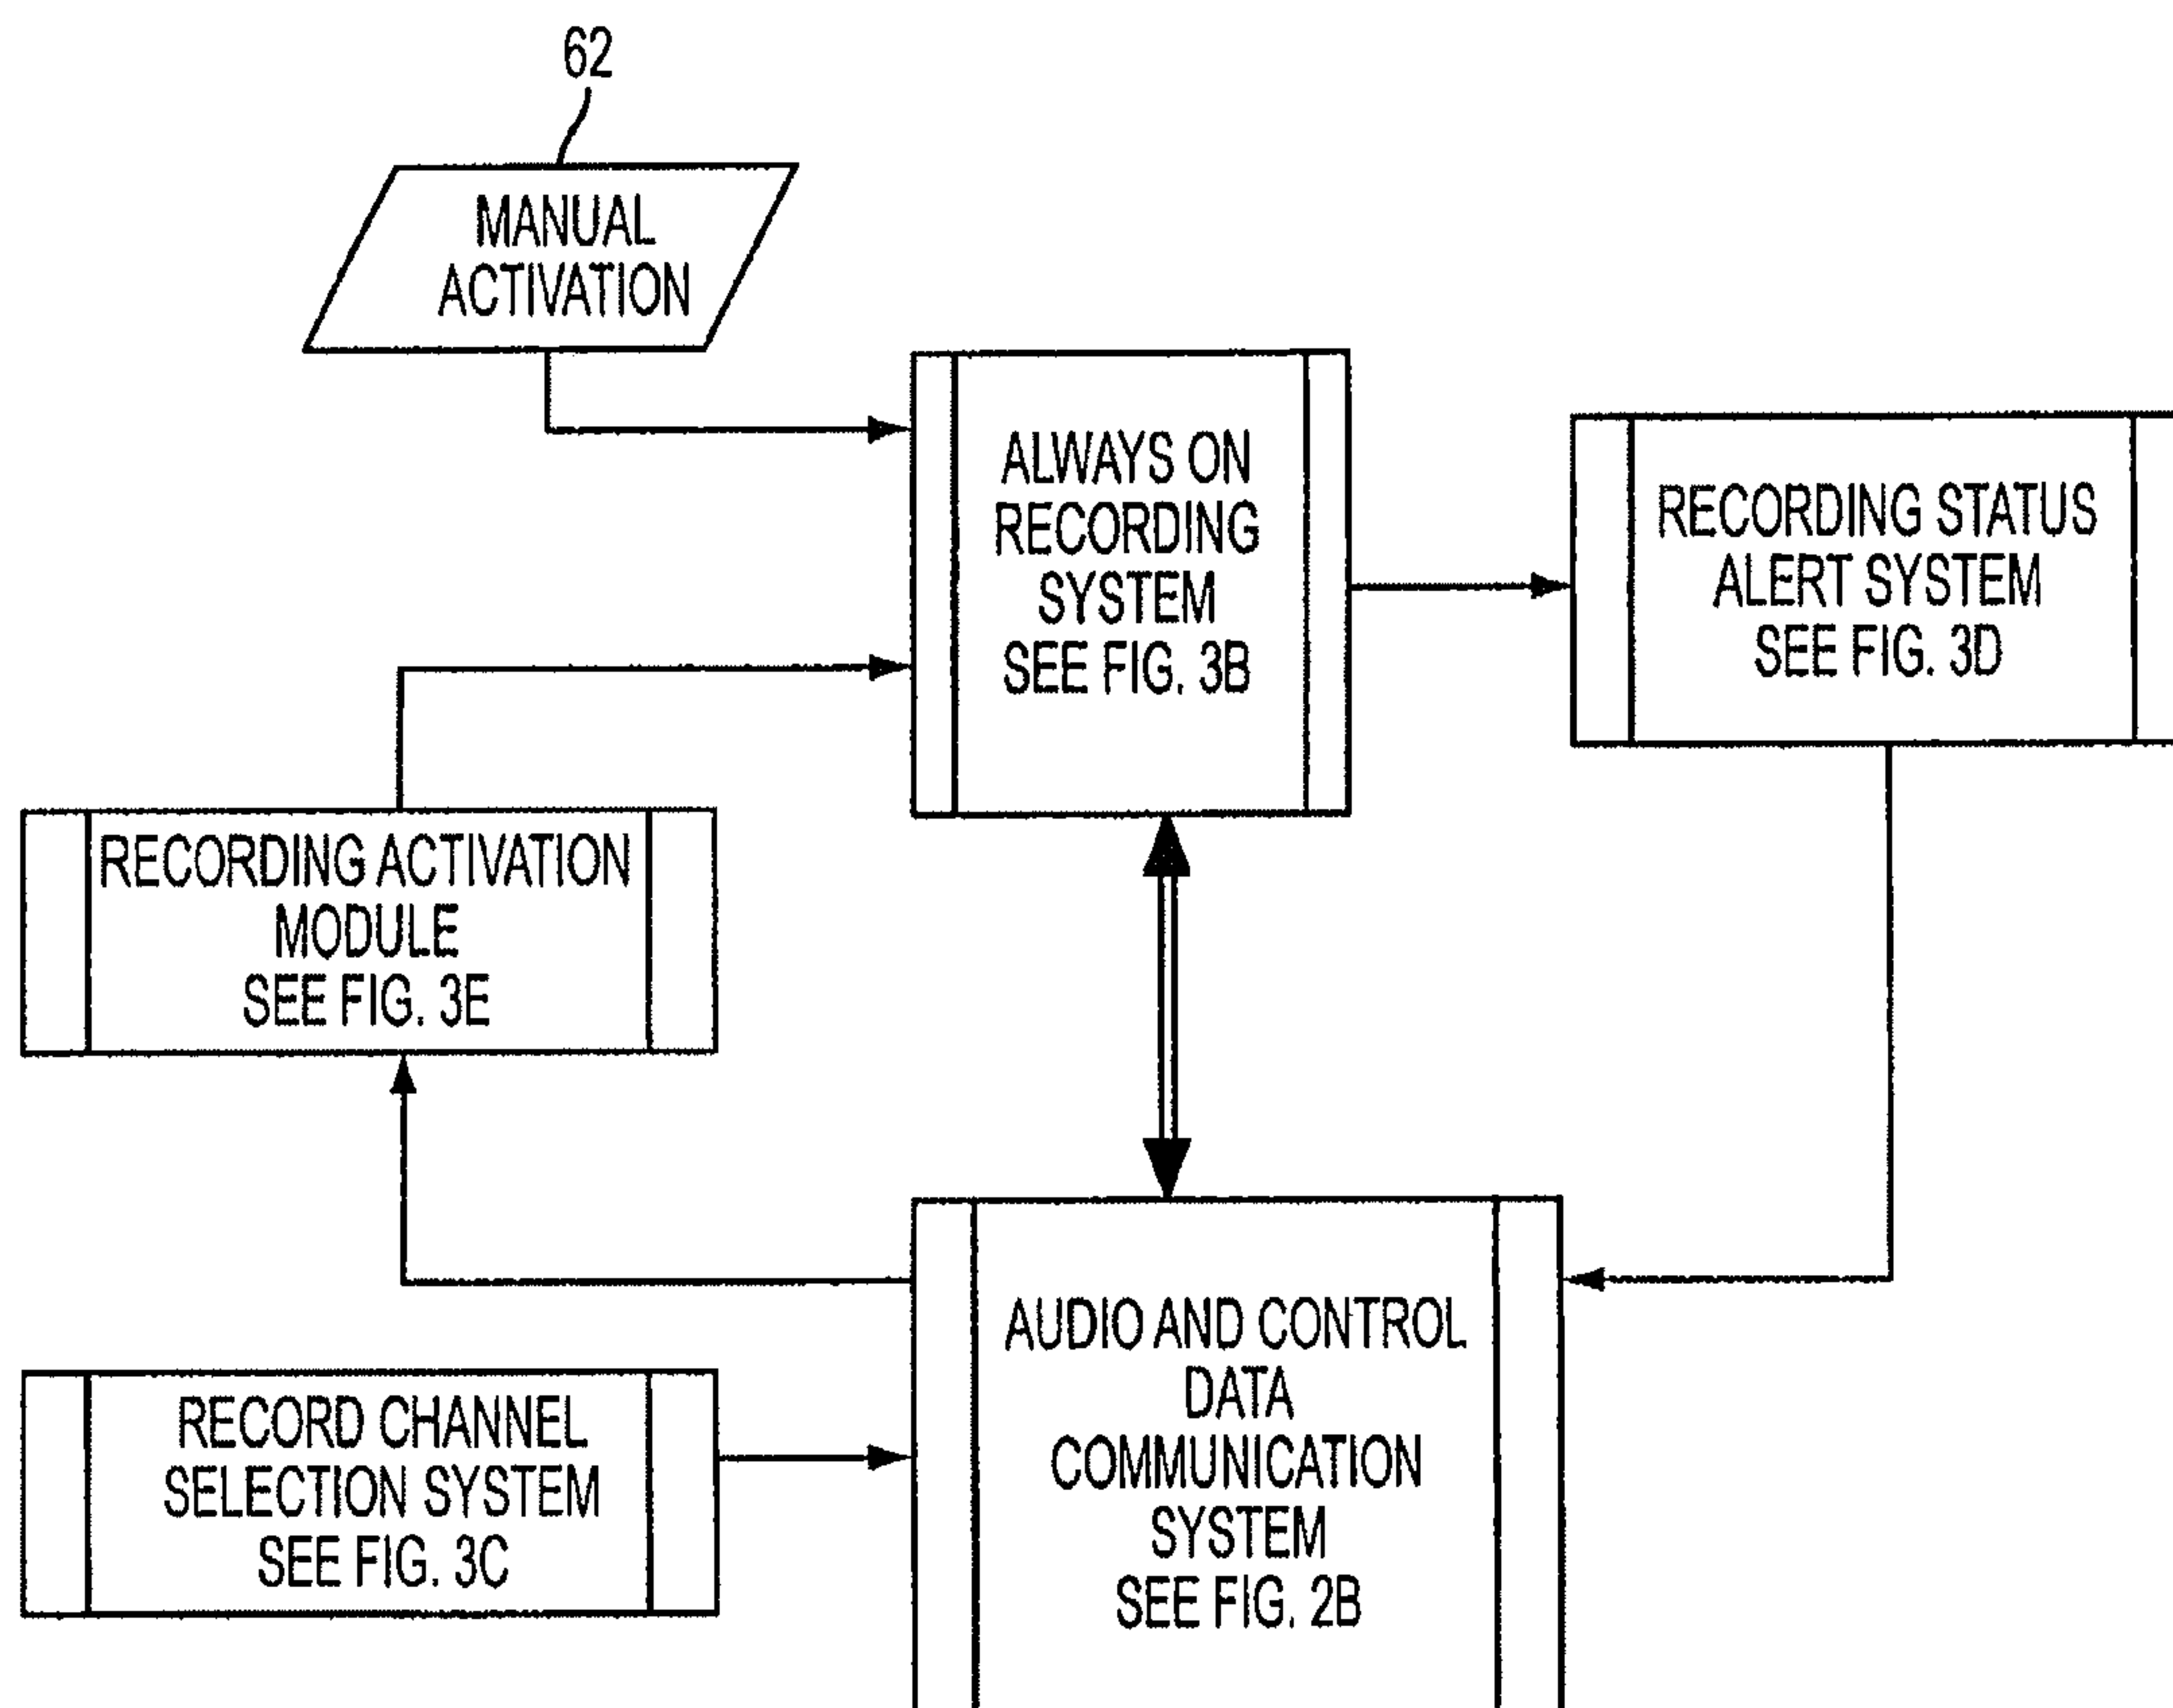 62
MANUAL
ACTIVATION
ALWAYS ON
RECORDING
SYSTEM
SEE FIG. 3B
RECORDING STATUS
ALERT SYSTEM
SEE FIG. 3D
RECORDING ACTIVATION
MODULE
SEE FIG. 3E
RECORD CHANNEL
SELECTION SYSTEM
SEE FIG. 3C
AUDIO AND CONTROL
DATA
COMMUNICATION
SYSTEM
SEE FIG. 2B